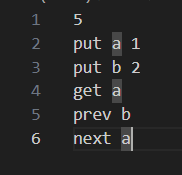 1 5
2 put a 1
3 put b 2
4 get a
5 prev b
6 next a